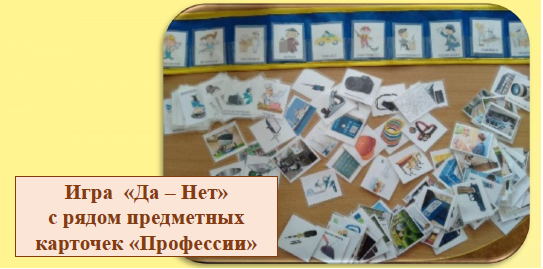 Игра «Да – Нет»
с рядом предметных
карточек «Профессии»